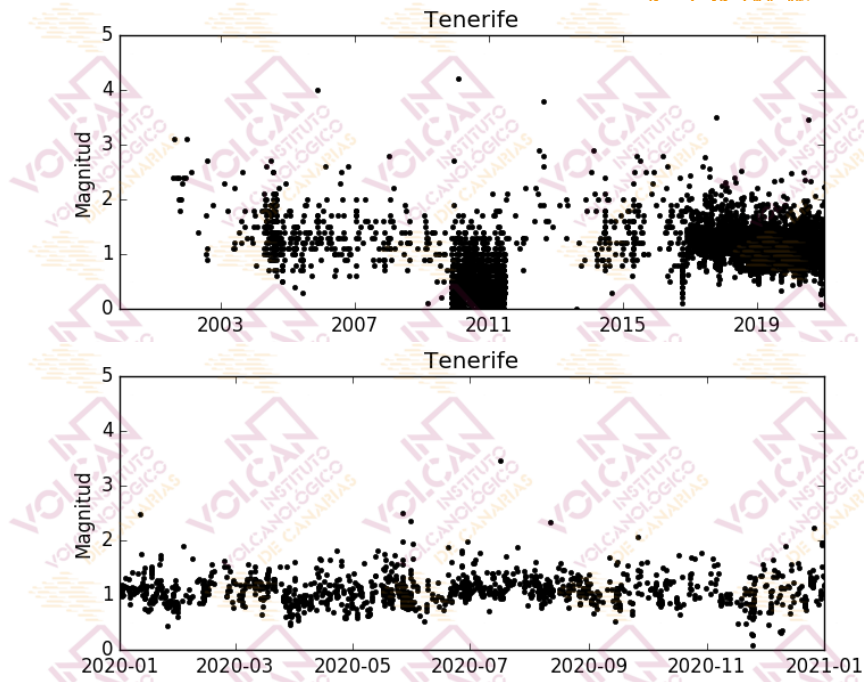 Tenerife
5
4
3
2
1
0
Magnitud
2003 2007 2011 2015 2019
Tenerife
5
4
3
2
1
0
Magnitud
2020-01 2020-03 2020-05 2020-07 2020-09 2020-11 2021-01
INVOLCAN
INSTITUTO
VOLCANOLÓGICO
DE CANARIAS